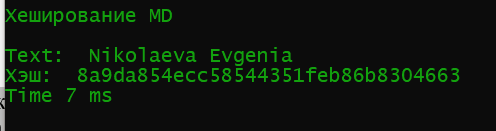 Хеширование MD
Text: Nikolaeva Evgenia
Хэш: 8a9da854ecc58544351feb86b8304663
Time 7 ms